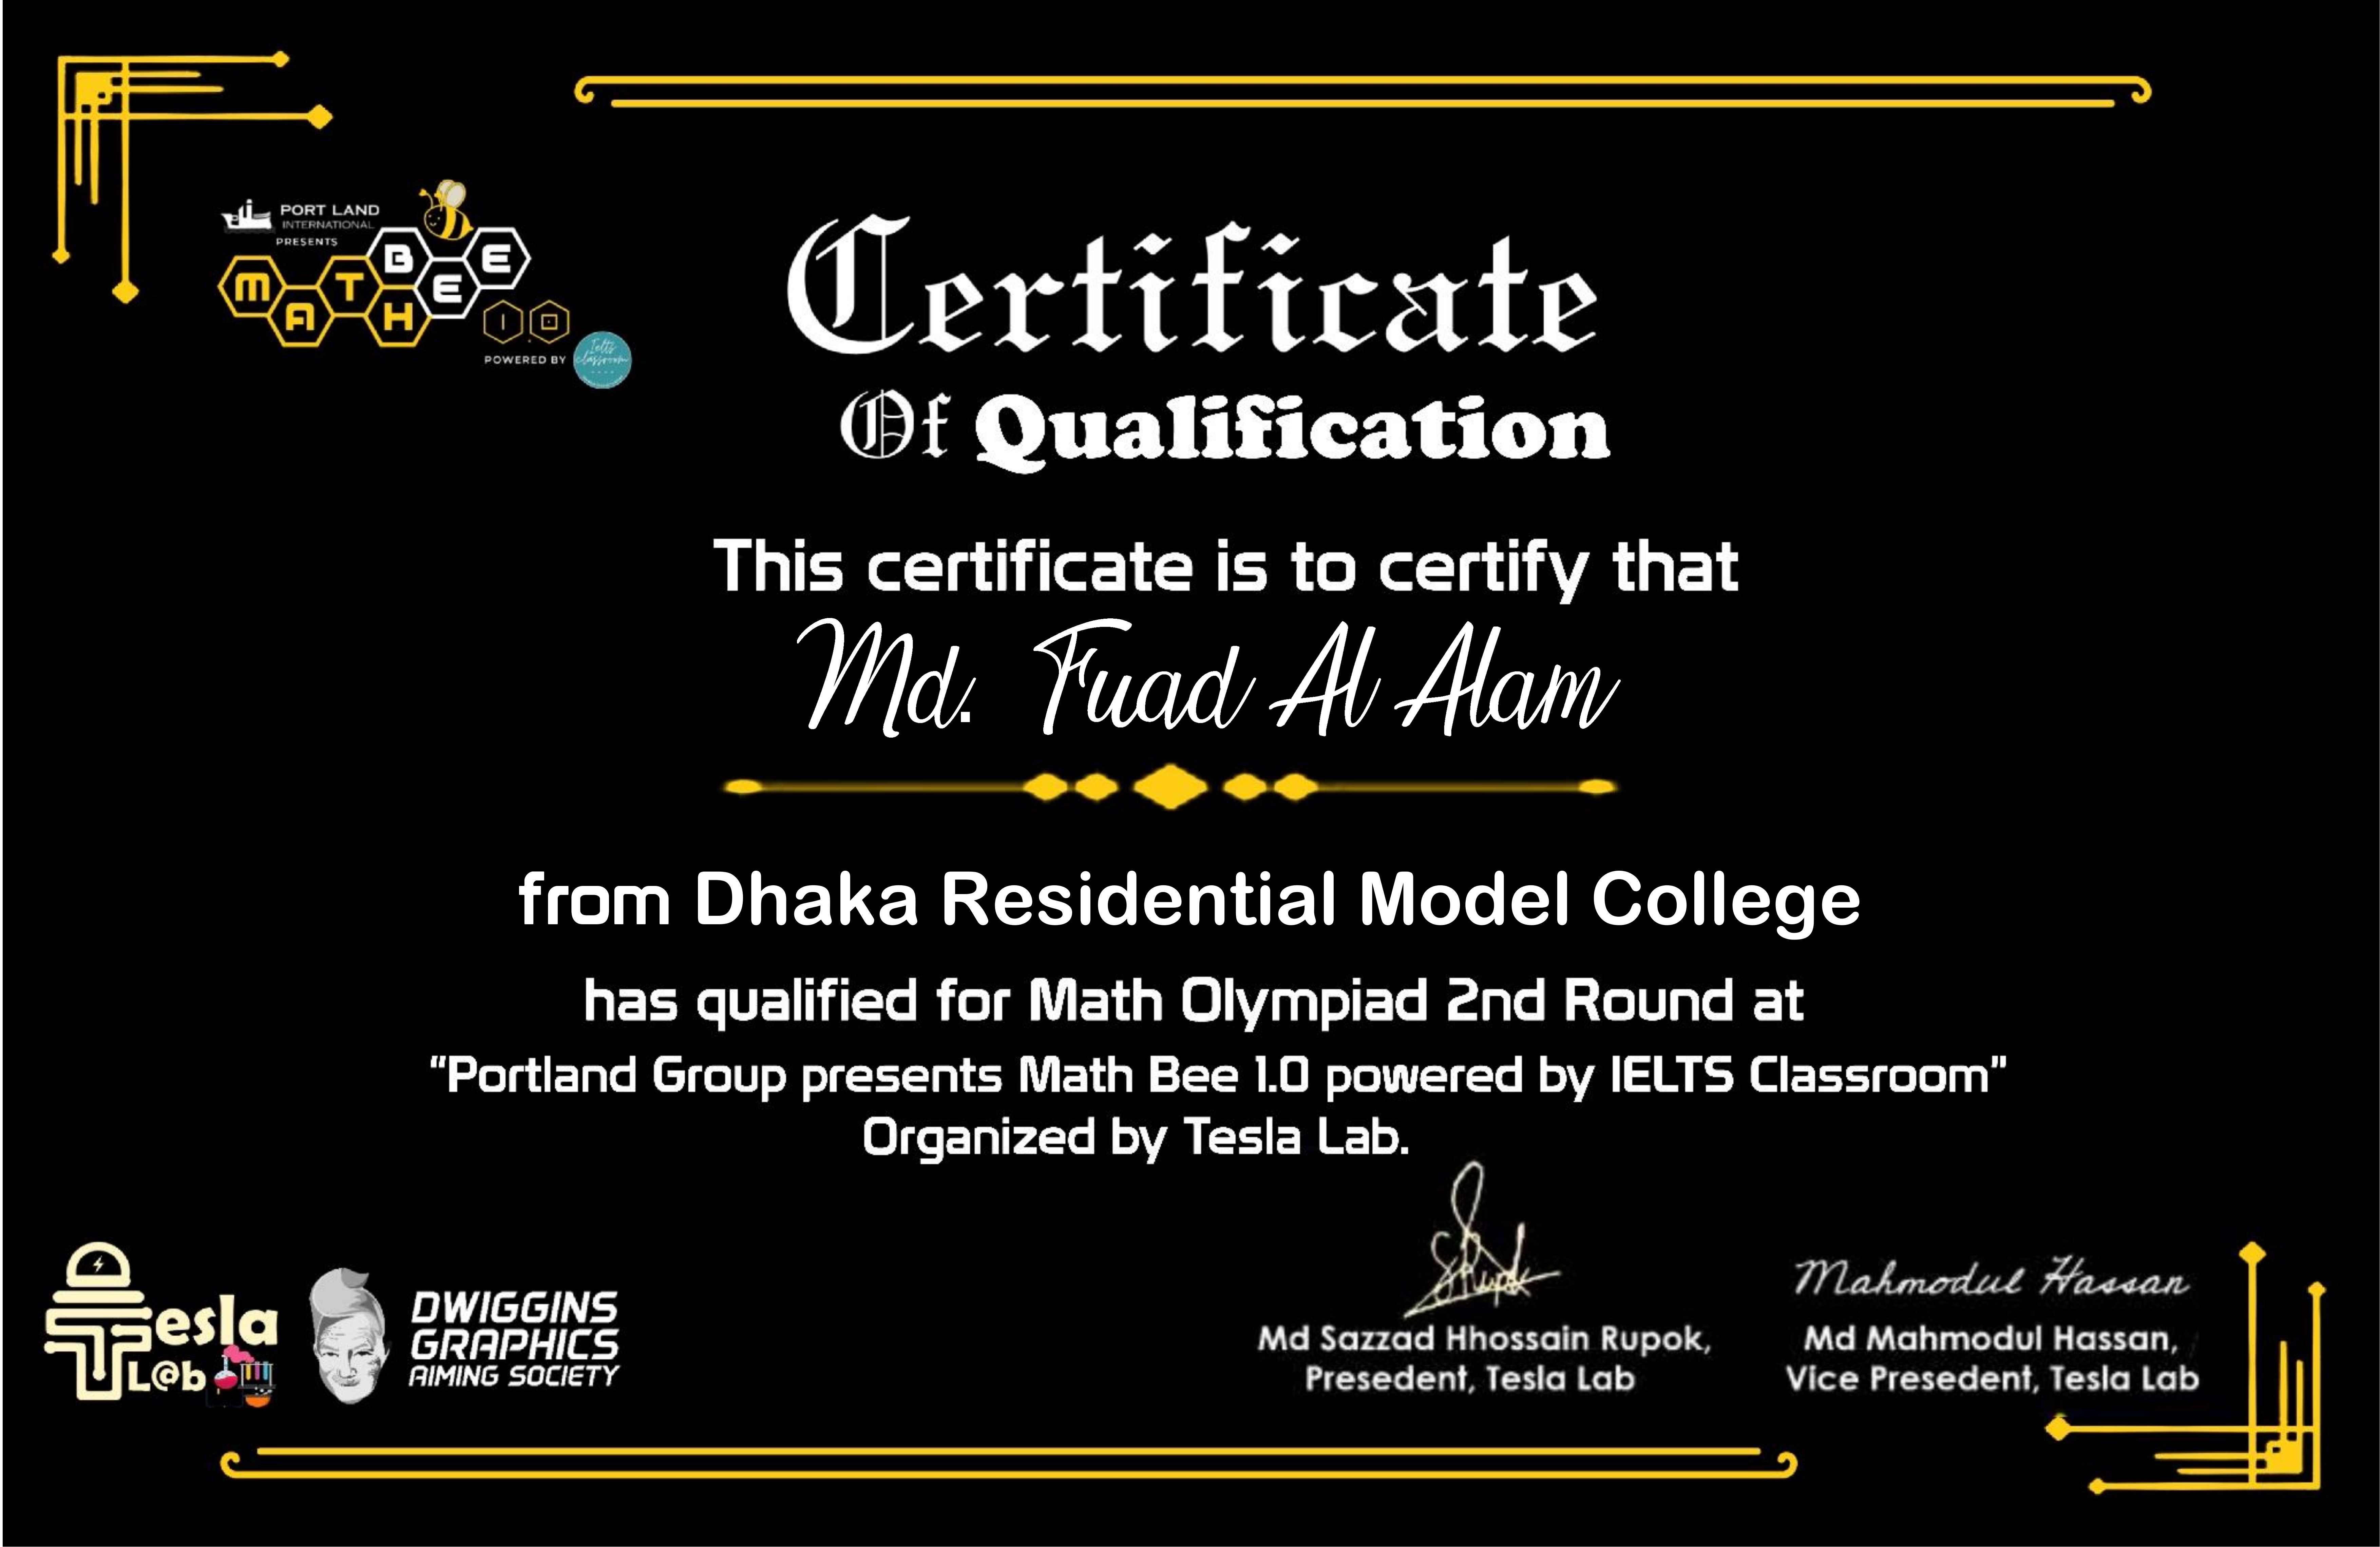 PORT LAND
INTERNATIONAL
PRESENTS
MATH BEE
1.0
POWERED BY
Ielts
classroom
Certificate
Of Qualification
This certificate is to certify that
Md. Fuad Al Alam
from Dhaka Residential Model College
has qualified for Math Olympiad 2nd Round at
“Portland Group presents Math Bee 1.0 powered by IELTS Classroom”
Organized by Tesla Lab.
Tesla
L@b
DWIGGINS
GRAPHICS
AIMING SOCIETY
Md Sazzad Hhossain Rupok,
Presedent, Tesla Lab
Mahmodul Hassan
Md Mahmodul Hassan,
Vice Presedent, Tesla Lab